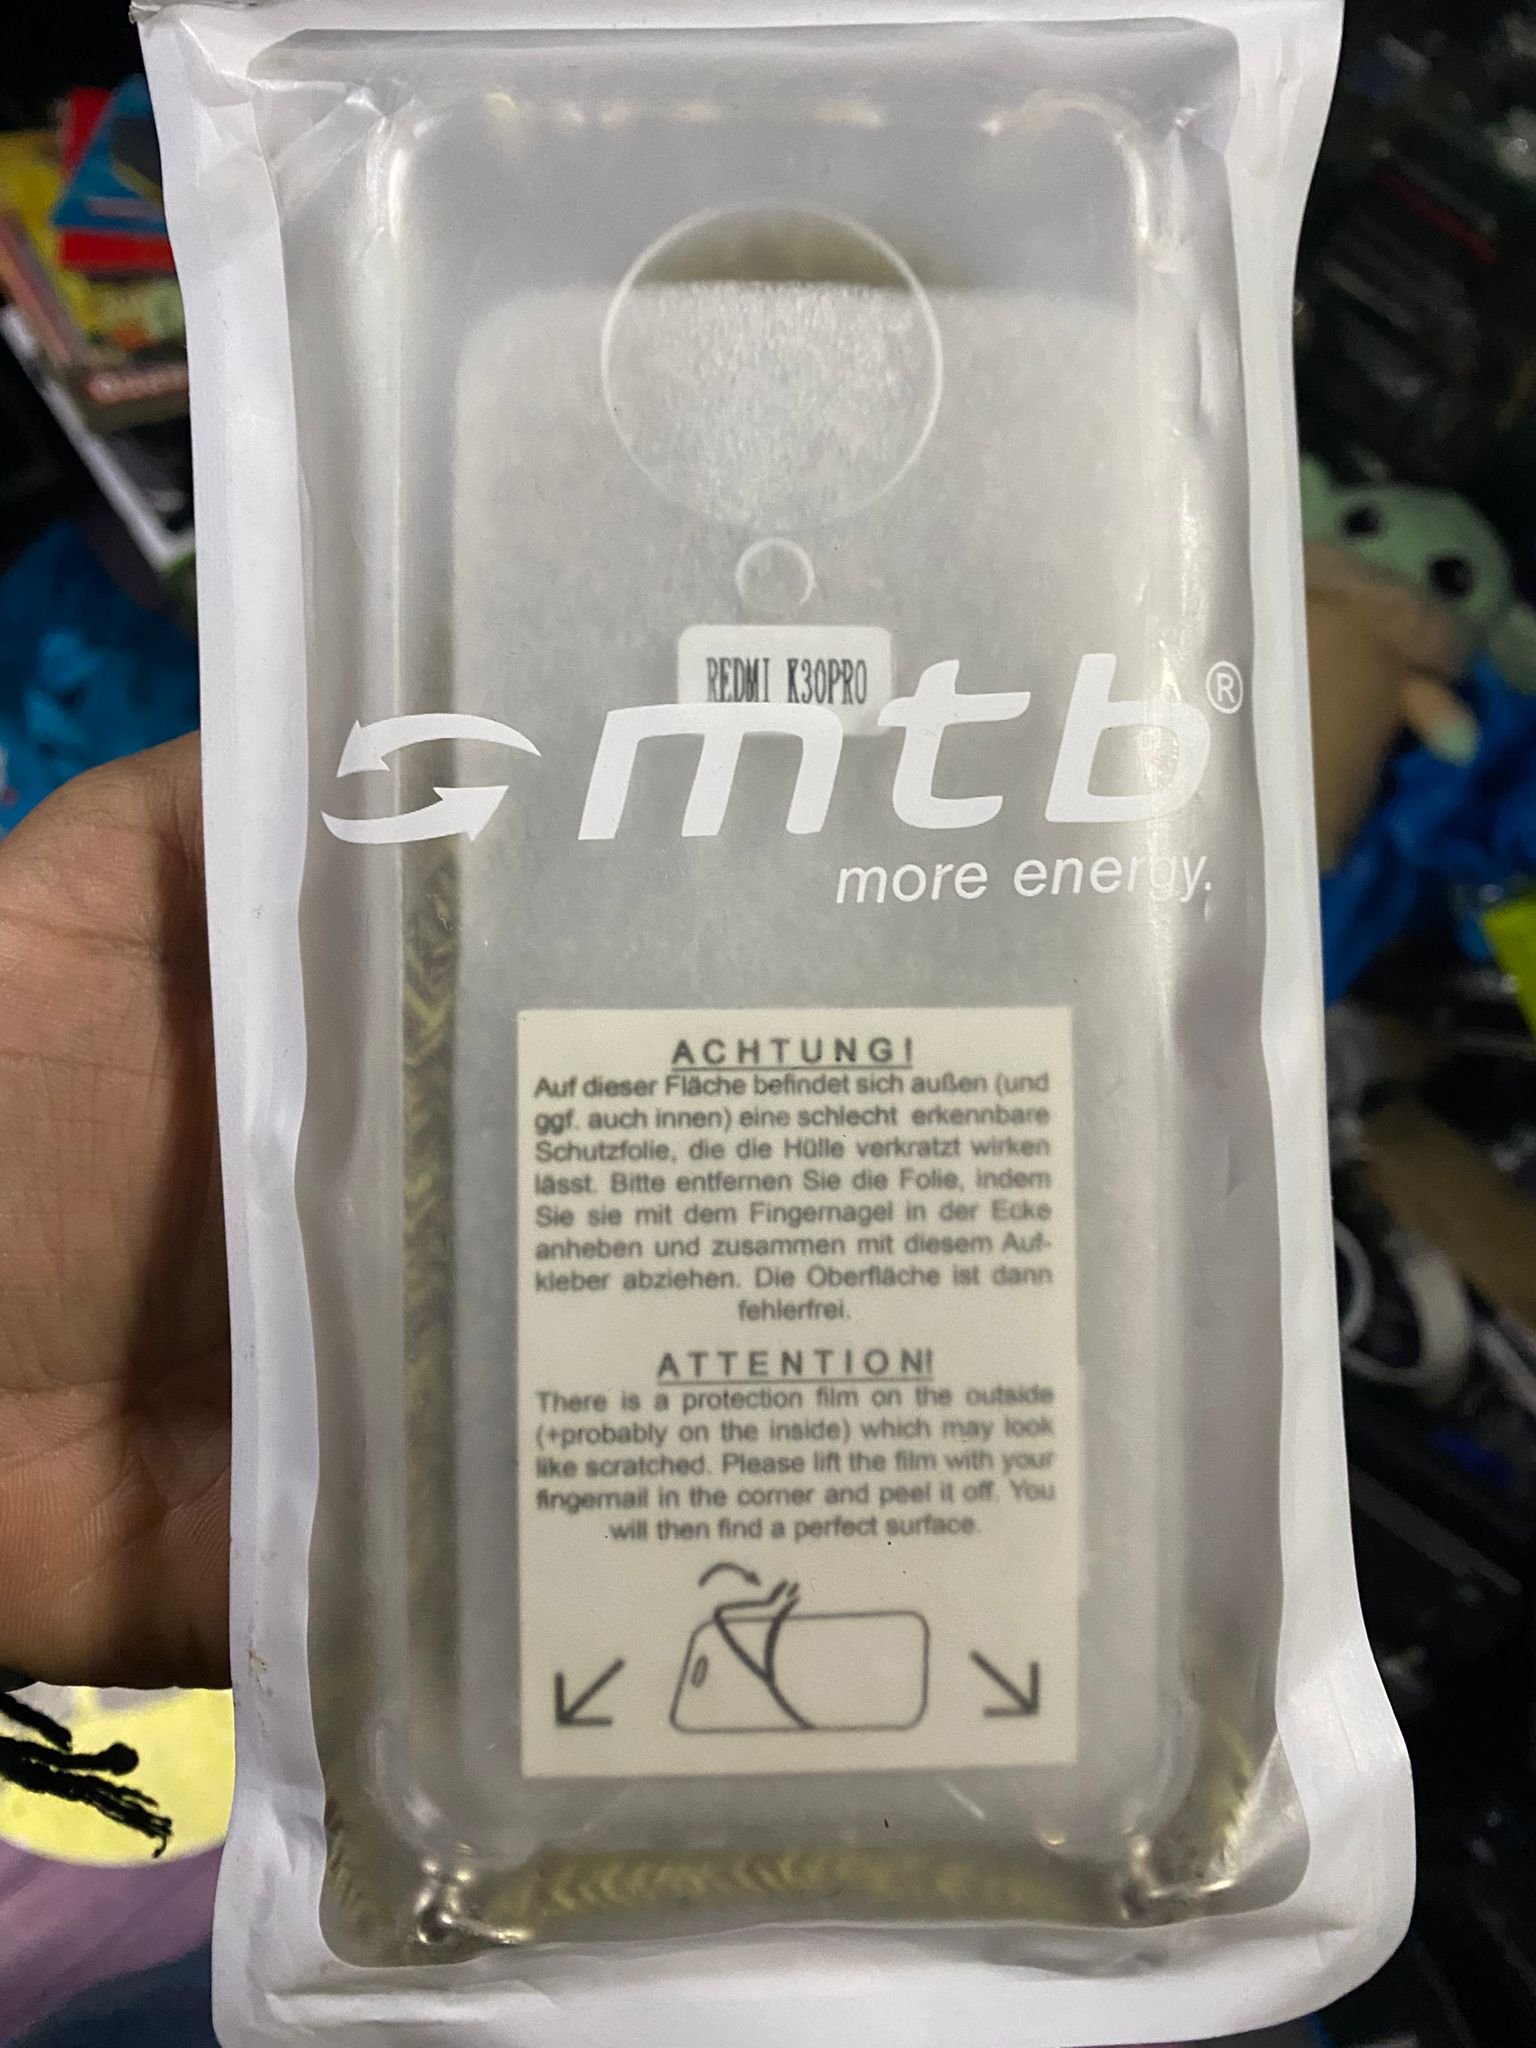 REDMI K30PRO
mtb®
more energy.
ACHTUNG!
Auf dieser Fläche befindet sich außen (und
ggf. auch innen) eine schlecht erkennbare
Schutzfolie, die die Hülle verkratzt wirken
lässt. Bitte entfernen Sie die Folie, indem
Sie sie mit dem Fingernagel in der Ecke
anheben und zusammen mit diesem Auf-
kleber abziehen. Die Oberfläche ist dann
fehlerfrei.
ATTENTION!
There is a protection film on the outside
(+probably on the inside) which may look
like scratched. Please lift the film with your
fingernail in the corner and peel it off. You
will then find a perfect surface.